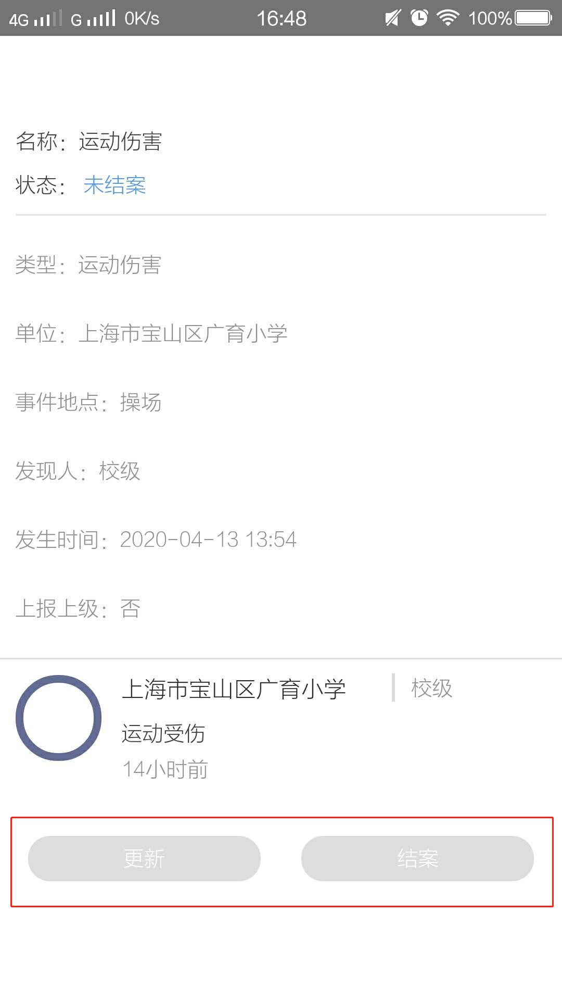 4G G 0K/s 16:48 100%
名称：运动伤害
状态： 未结案
类型：运动伤害
单位：上海市宝山区广育小学
事件地点：操场
发现人：校级
发生时间：2020-04-13 13:54
上报上级：否
上海市宝山区广育小学 校级
运动受伤
14小时前
更新 结案